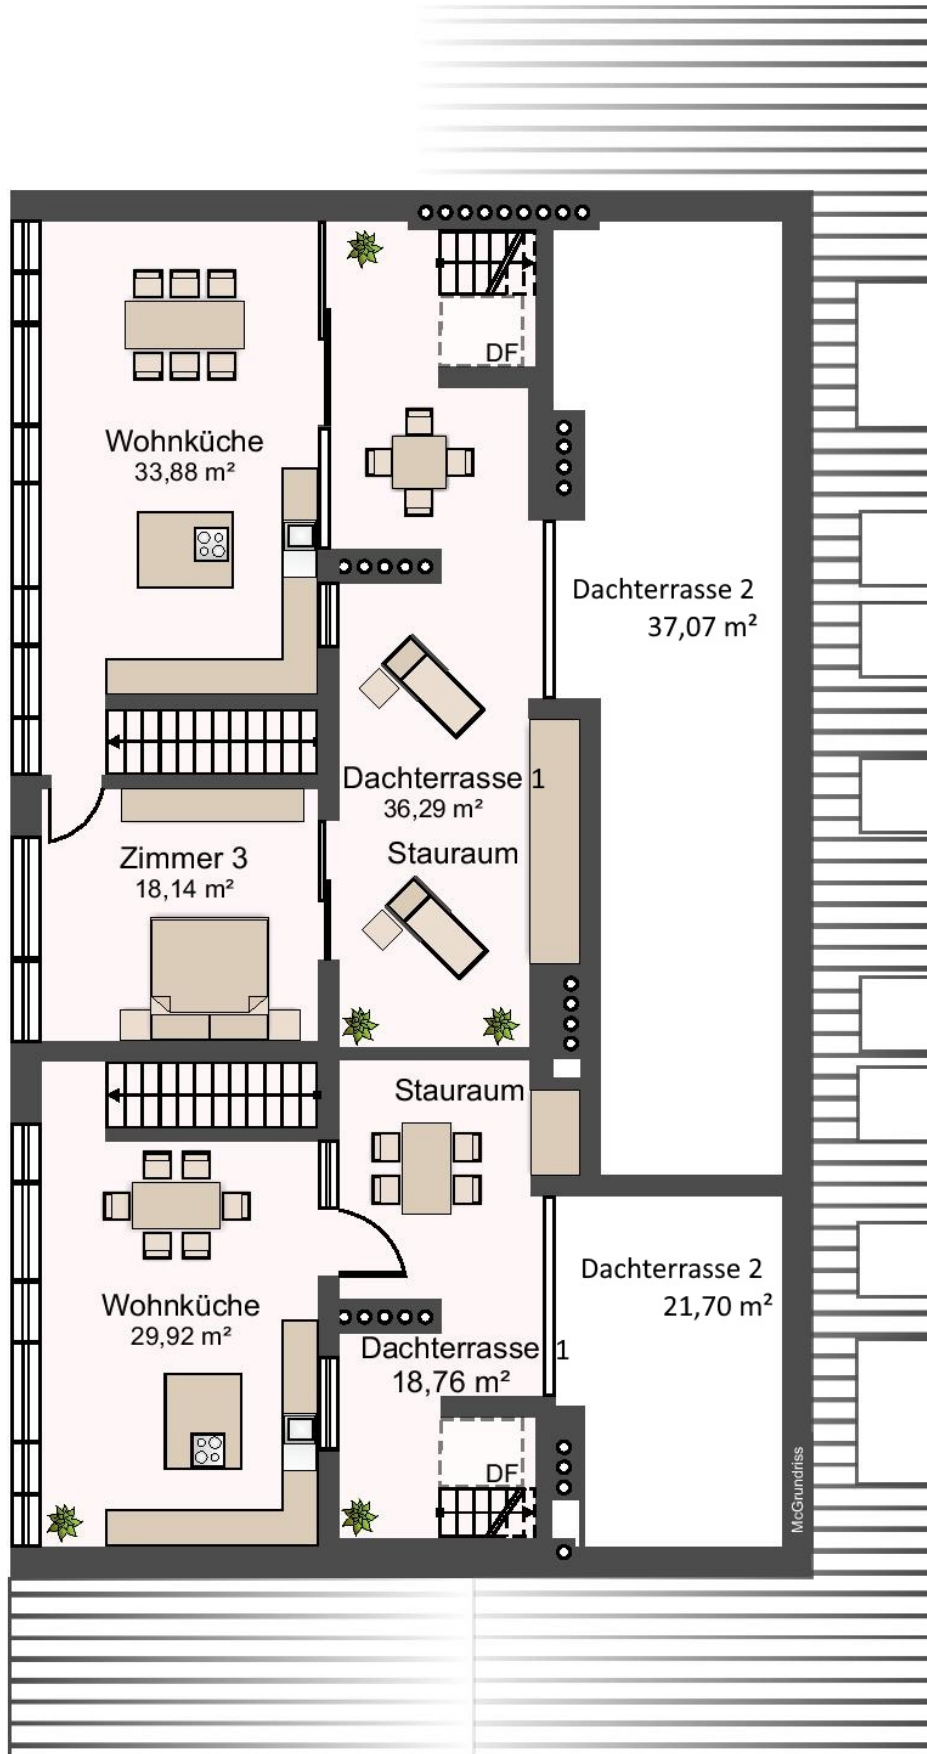 DF
Wohnküche
33,88 m²
Dachterrasse 2
37,07 m²
Dachterrasse 1
36,29 m²
Stauraum
Zimmer 3
18,14 m²
Stauraum
Dachterrasse 2
21,70 m²
Wohnküche
29,92 m²
Dachterrasse 1
18,76 m²
DF
McGrundriss